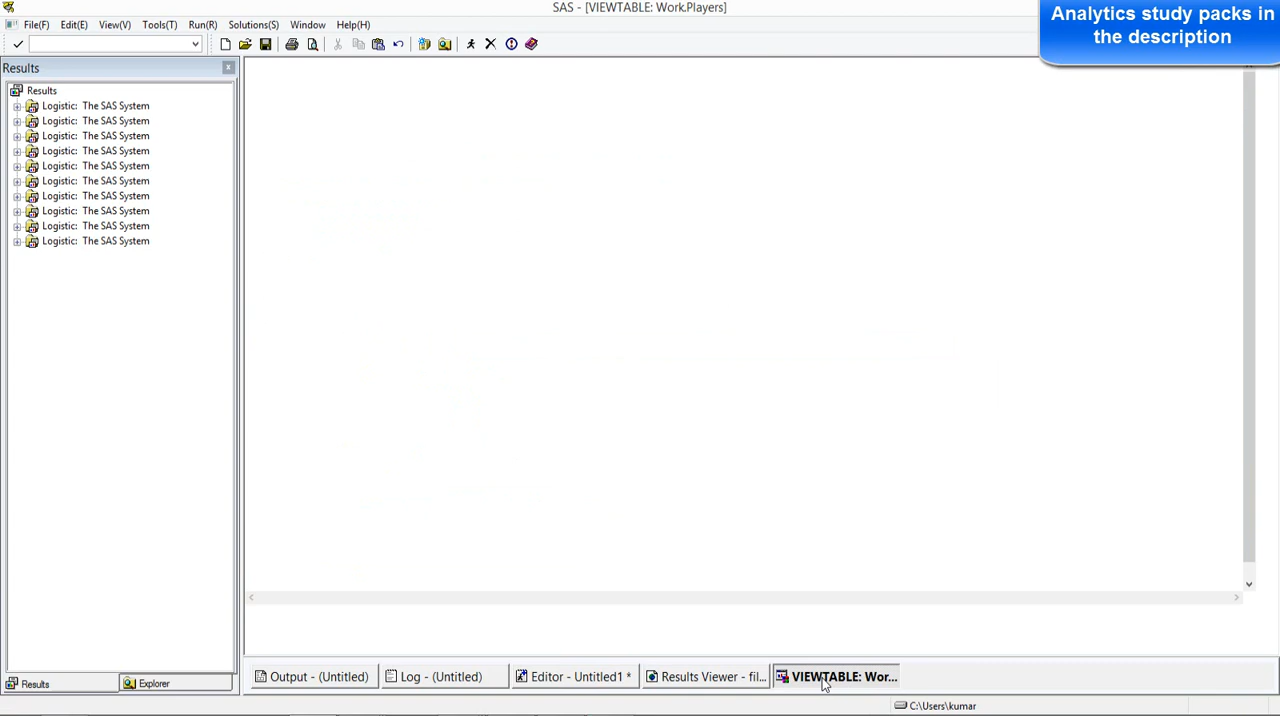 SAS - [VIEWTABLE: Work.Players]
File(F) Edit(E) View(V) Tools(T) Run(R) Solutions(S) Window Help(H)
Analytics study packs in
the description
Results
Results
Logistic: The SAS System
Logistic: The SAS System
Logistic: The SAS System
Logistic: The SAS System
Logistic: The SAS System
Logistic: The SAS System
Logistic: The SAS System
Logistic: The SAS System
Logistic: The SAS System
Logistic: The SAS System
Results Explorer
Output - (Untitled) Log - (Untitled) Editor - Untitled1 * Results Viewer - fil... VIEWTABLE: Wor...
C:\Users\kumar